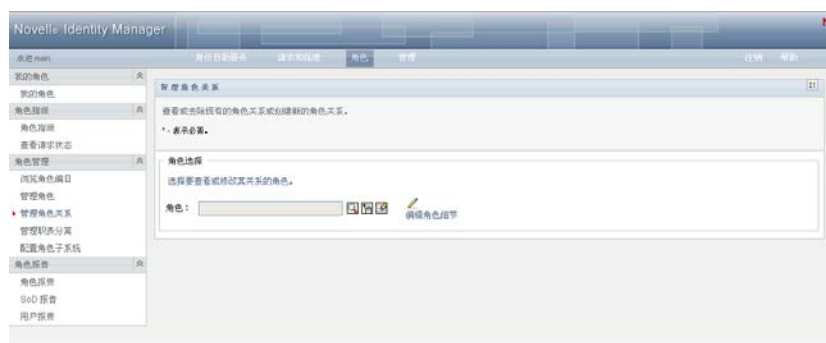 Novell® Identity Manager
欢迎 man
身份自助服务
请求和批准
角色
管理
注销
帮助
我的角色
我的角色
角色指派
角色指派
查看请求状态
角色管理
浏览角色编目
管理角色
管理角色关系
管理职责分离
配置角色子系统
角色报告
角色报告
SoD 报告
用户报告
管理角色关系
查看或去除现有的角色关系或创建新的角色关系。
* - 表示必需。
角色选择
选择要查看或修改其关系的角色。
角色：
编辑角色细节